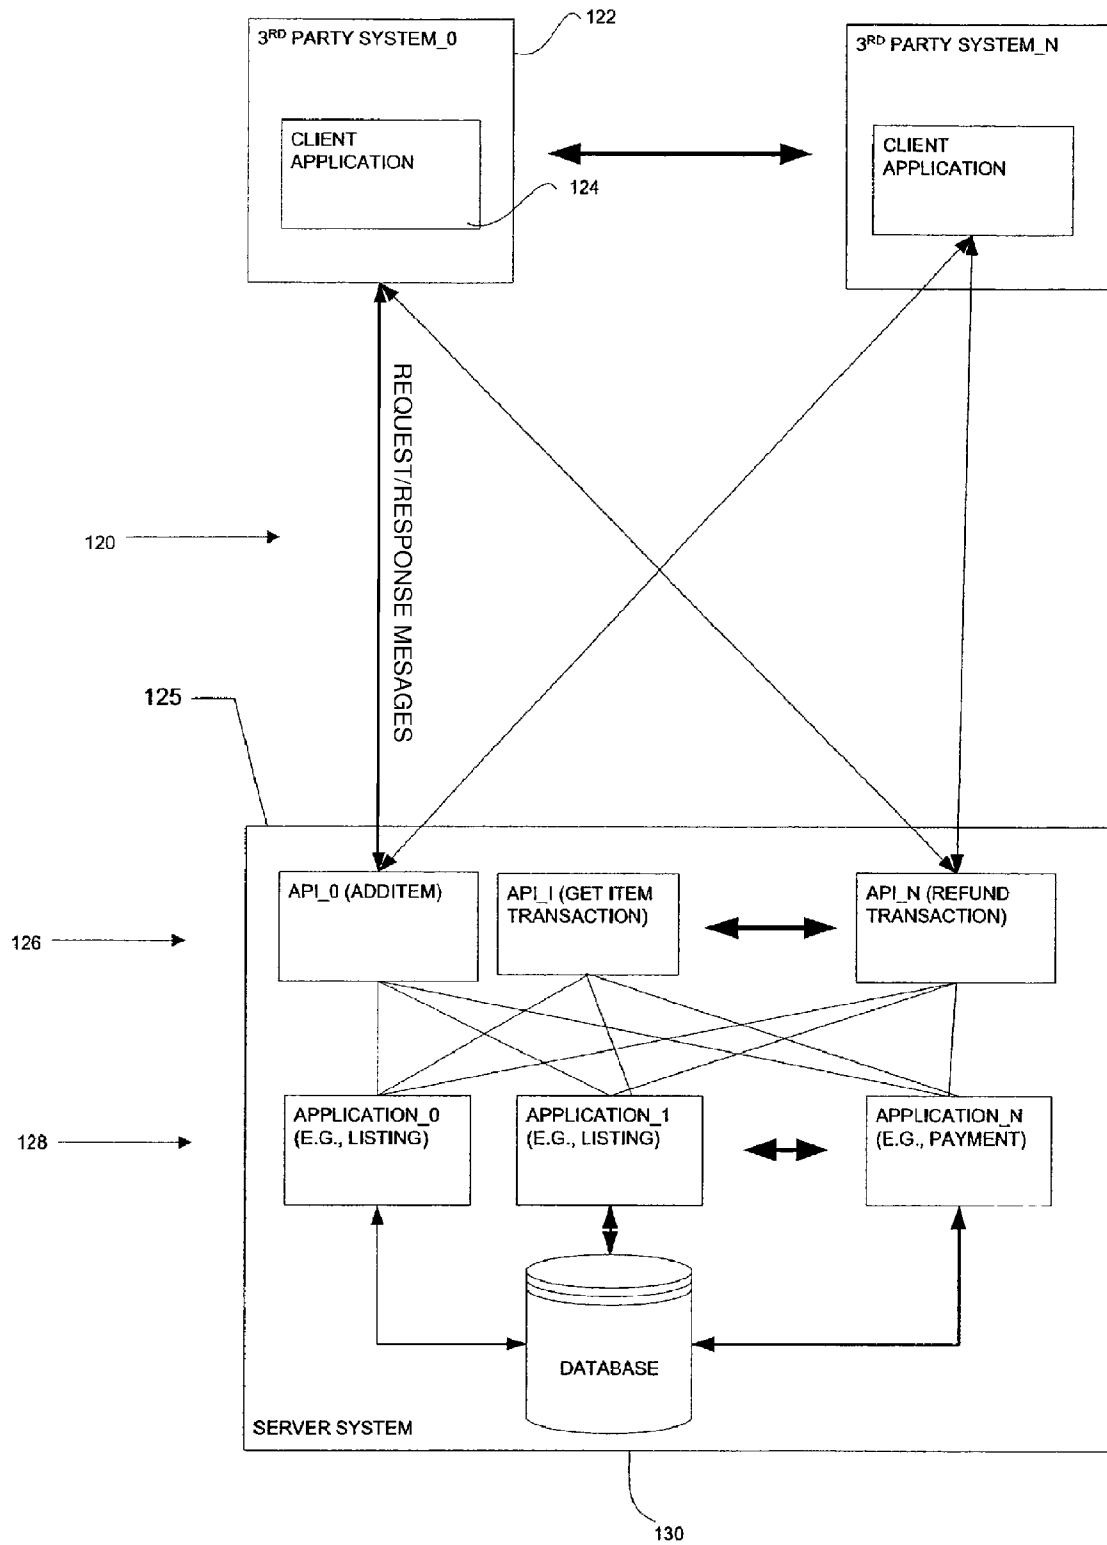 122
3RD PARTY SYSTEM_0
3RD PARTY SYSTEM_N
CLIENT
APPLICATION
CLIENT
APPLICATION
124
REQUEST/RESPONSE MESAGES
120
125
API_0 (ADDITEM)
API_I (GET ITEM
TRANSACTION)
API_N (REFUND
TRANSACTION)
126
APPLICATION_0
(E.G., LISTING)
APPLICATION_1
(E.G., LISTING)
APPLICATION_N
(E.G., PAYMENT)
128
DATABASE
SERVER SYSTEM
130